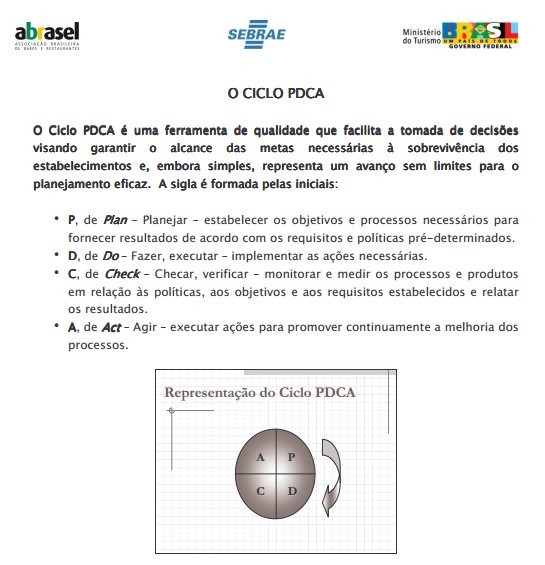 abrasel
ASSOCIAÇÃO BRASILEIRA
DE BARES E RESTAURANTES
SEBRAE
Ministério
do Turismo
BRASIL
UM PAÍS DE TODOS
GOVERNO FEDERAL
O CICLO PDCA
O Ciclo PDCA é uma ferramenta de qualidade que facilita a tomada de decisões
visando garantir o alcance das metas necessárias à sobrevivência dos
estabelecimentos e, embora simples, representa um avanço sem limites para o
planejamento eficaz. A sigla é formada pelas iniciais:
• P, de Plan – Planejar – estabelecer os objetivos e processos necessários para
fornecer resultados de acordo com os requisitos e políticas pré-determinados.
• D, de Do – Fazer, executar – implementar as ações necessárias.
• C, de Check – Checar, verificar – monitorar e medir os processos e produtos
em relação às políticas, aos objetivos e aos requisitos estabelecidos e relatar
os resultados.
• A, de Act – Agir – executar ações para promover continuamente a melhoria dos
processos.
Representação do Ciclo PDCA
A P
C D